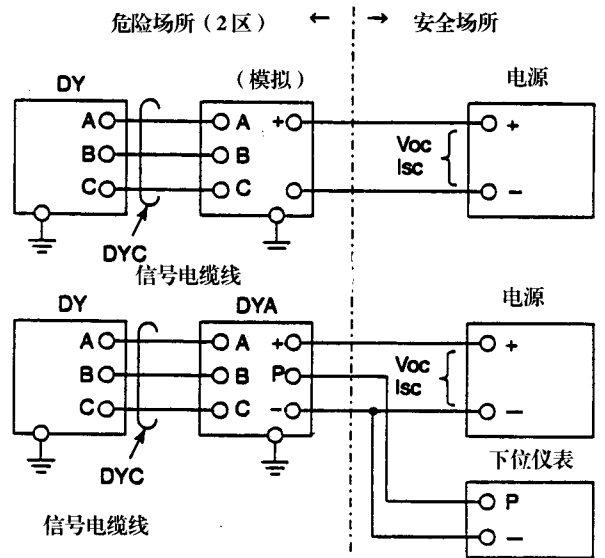 危险场所（2区） ← → 安全场所
DY （模拟） 电源
A A + +
B B Voc
Isc
C C −
DYC
信号电缆线
DY DYA 电源
A A + +
B B P Voc
Isc
C C − −
DYC 下位仪表
P
−
信号电缆线